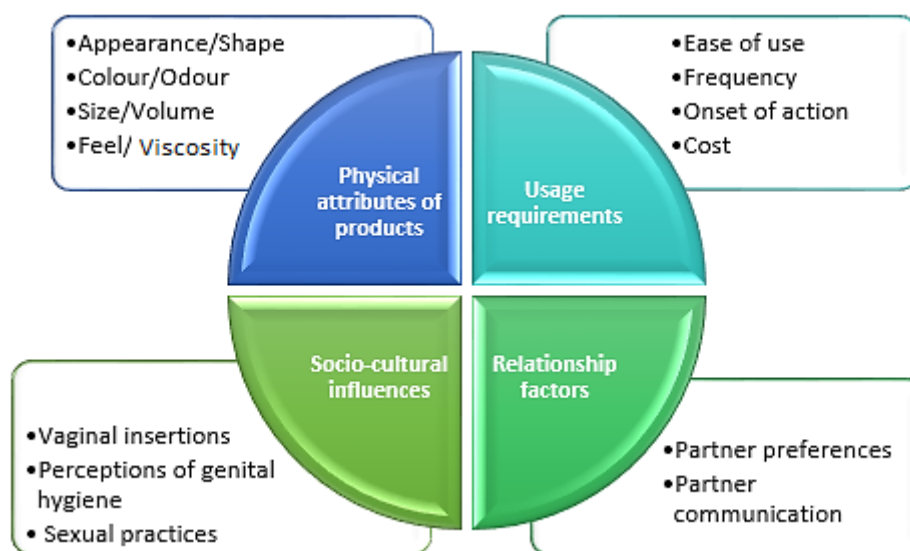 •Appearance/Shape
•Colour/Odour
•Size/Volume
•Feel/ Viscosity
•Ease of use
•Frequency
•Onset of action
•Cost
Physical
attributes of
products
Usage
requirements
Socio-cultural
influences
Relationship
factors
•Vaginal insertions
•Perceptions of genital
hygiene
• Sexual practices
•Partner preferences
•Partner
communication